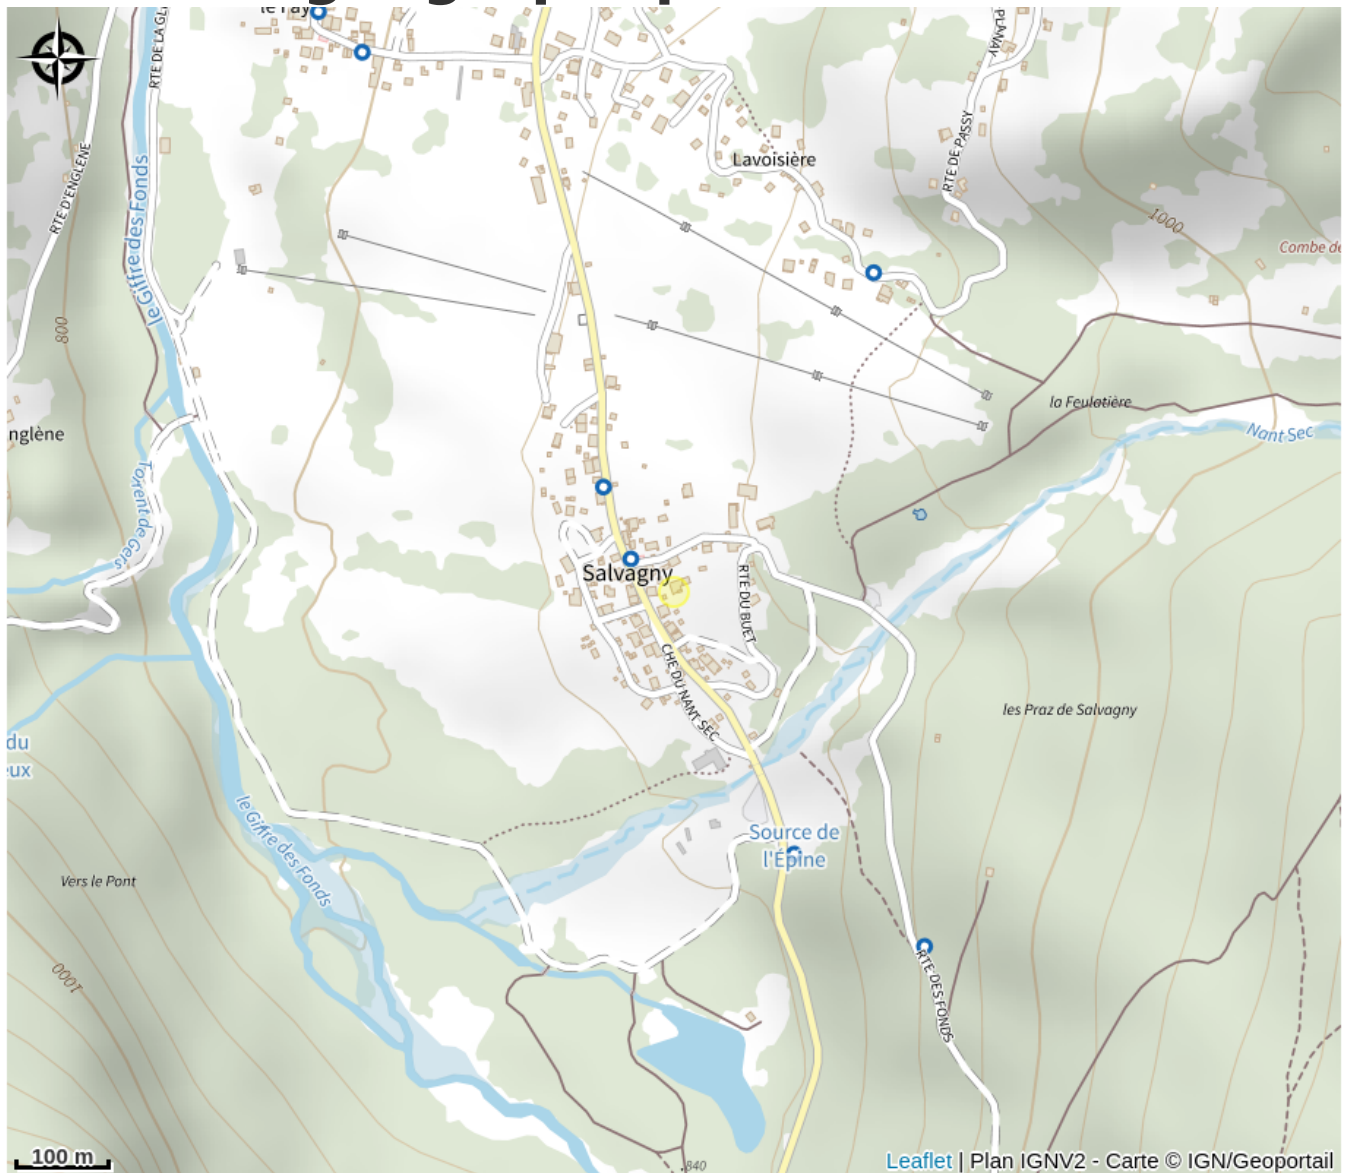 le Fay
RTE DE LA GL
PLANAY
Lavoisière
RTE DE PASSY
RTE D'ENGLÈNE
le Giffre des Fonds
1000
Combe de
800
la Feulatière
Nant Sec
nglène
Torrent de Gers
Salvagny
RTE DU BUET
CHE DU NANT SEC
les Praz de Salvagny
du
eux
le Giffre des Fonds
Source de
l'Épine
Vers le Pont
1000
RTE DES FONDS
100 m
840
Leaflet | Plan IGNV2 - Carte © IGN/Geoportail